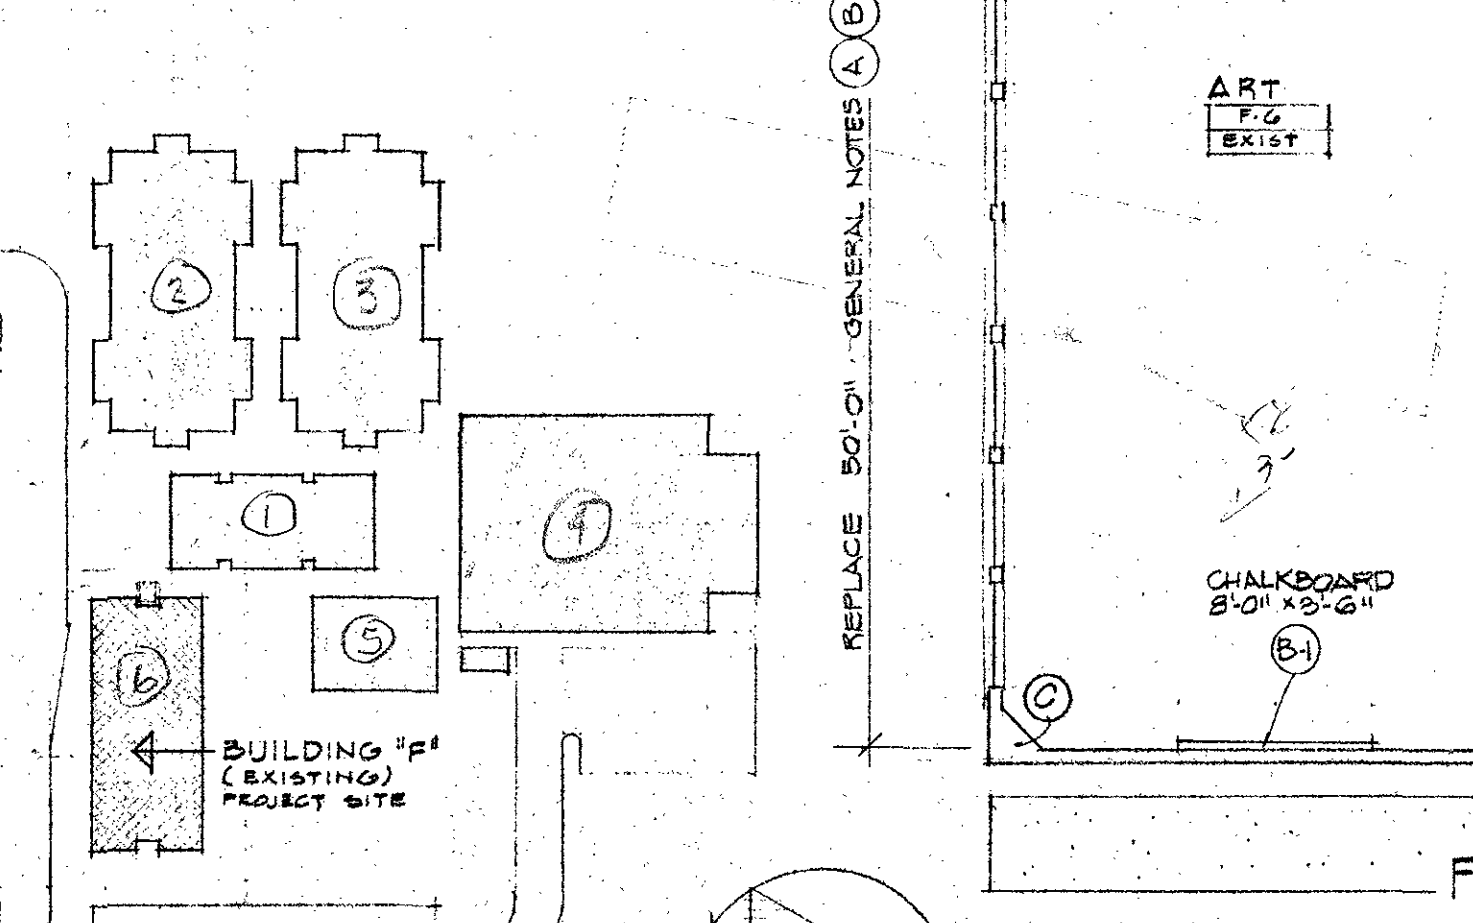 2
3
1
4
5
6
BUILDING "F"
(EXISTING)
PROJECT SITE
REPLACE 50'-0" . GENERAL NOTES A B
ART
F-6
EXIST
CHALKBOARD
8'-0" x 3'-6"
B-1
C
F